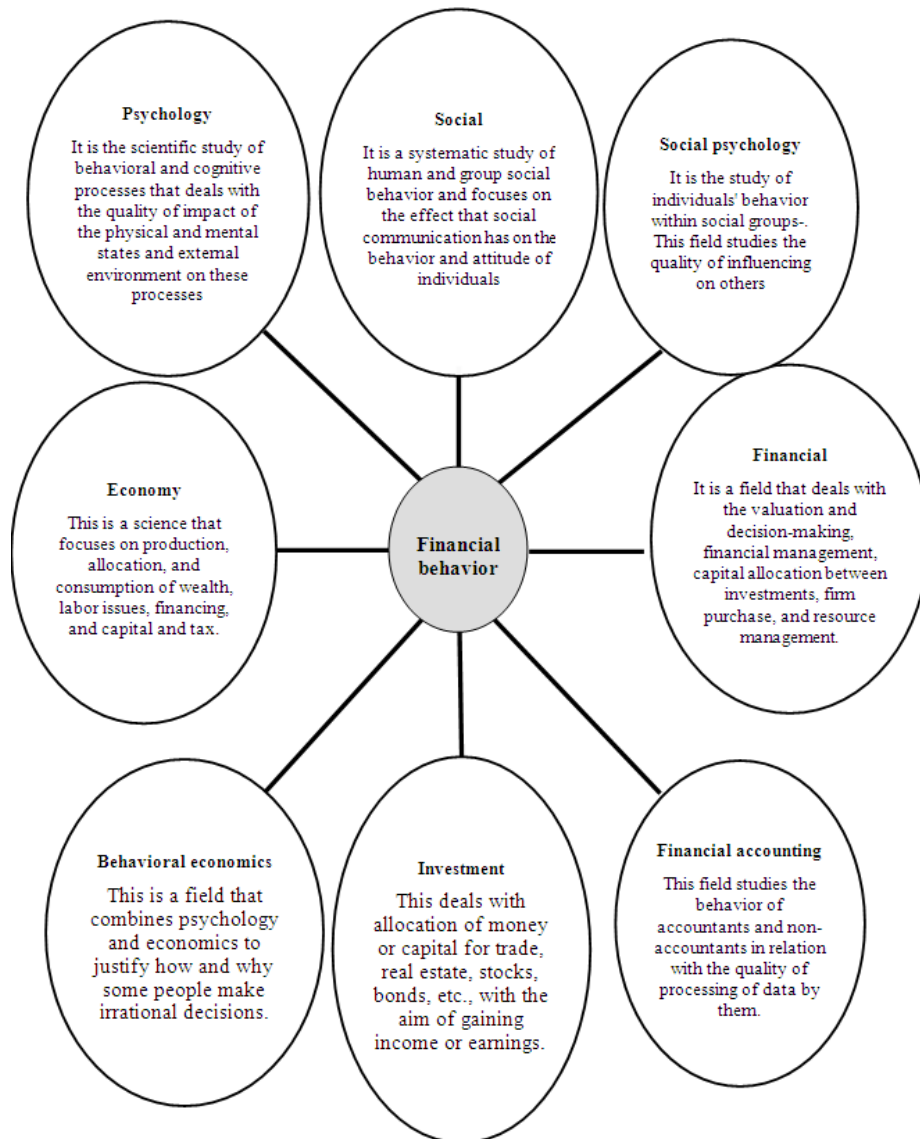 Psychology
It is the scientific study of
behavioral and cognitive
processes that deals with
the quality of impact of
the physical and mental
states and external
environment on these
processes
Social
It is a systematic study of
human and group social
behavior and focuses on
the effect that social
communication has on the
behavior and attitude of
individuals
Social psychology
It is the study of
individuals' behavior
within social groups-.
This field studies the
quality of influencing
on others
Economy
This is a science that
focuses on production,
allocation, and
consumption of wealth,
labor issues, financing,
and capital and tax.
Financial
behavior
Financial
It is a field that deals with
the valuation and
decision-making,
financial management,
capital allocation between
investments, firm
purchase, and resource
management.
Behavioral economics
This is a field that
combines psychology
and economics to
justify how and why
some people make
irrational decisions.
Investment
This deals with
allocation of money
or capital for trade,
real estate, stocks,
bonds, etc., with the
aim of gaining
income or earnings.
Financial accounting
This field studies the
behavior of
accountants and non-
accountants in relation
with the quality of
processing of data by
them.